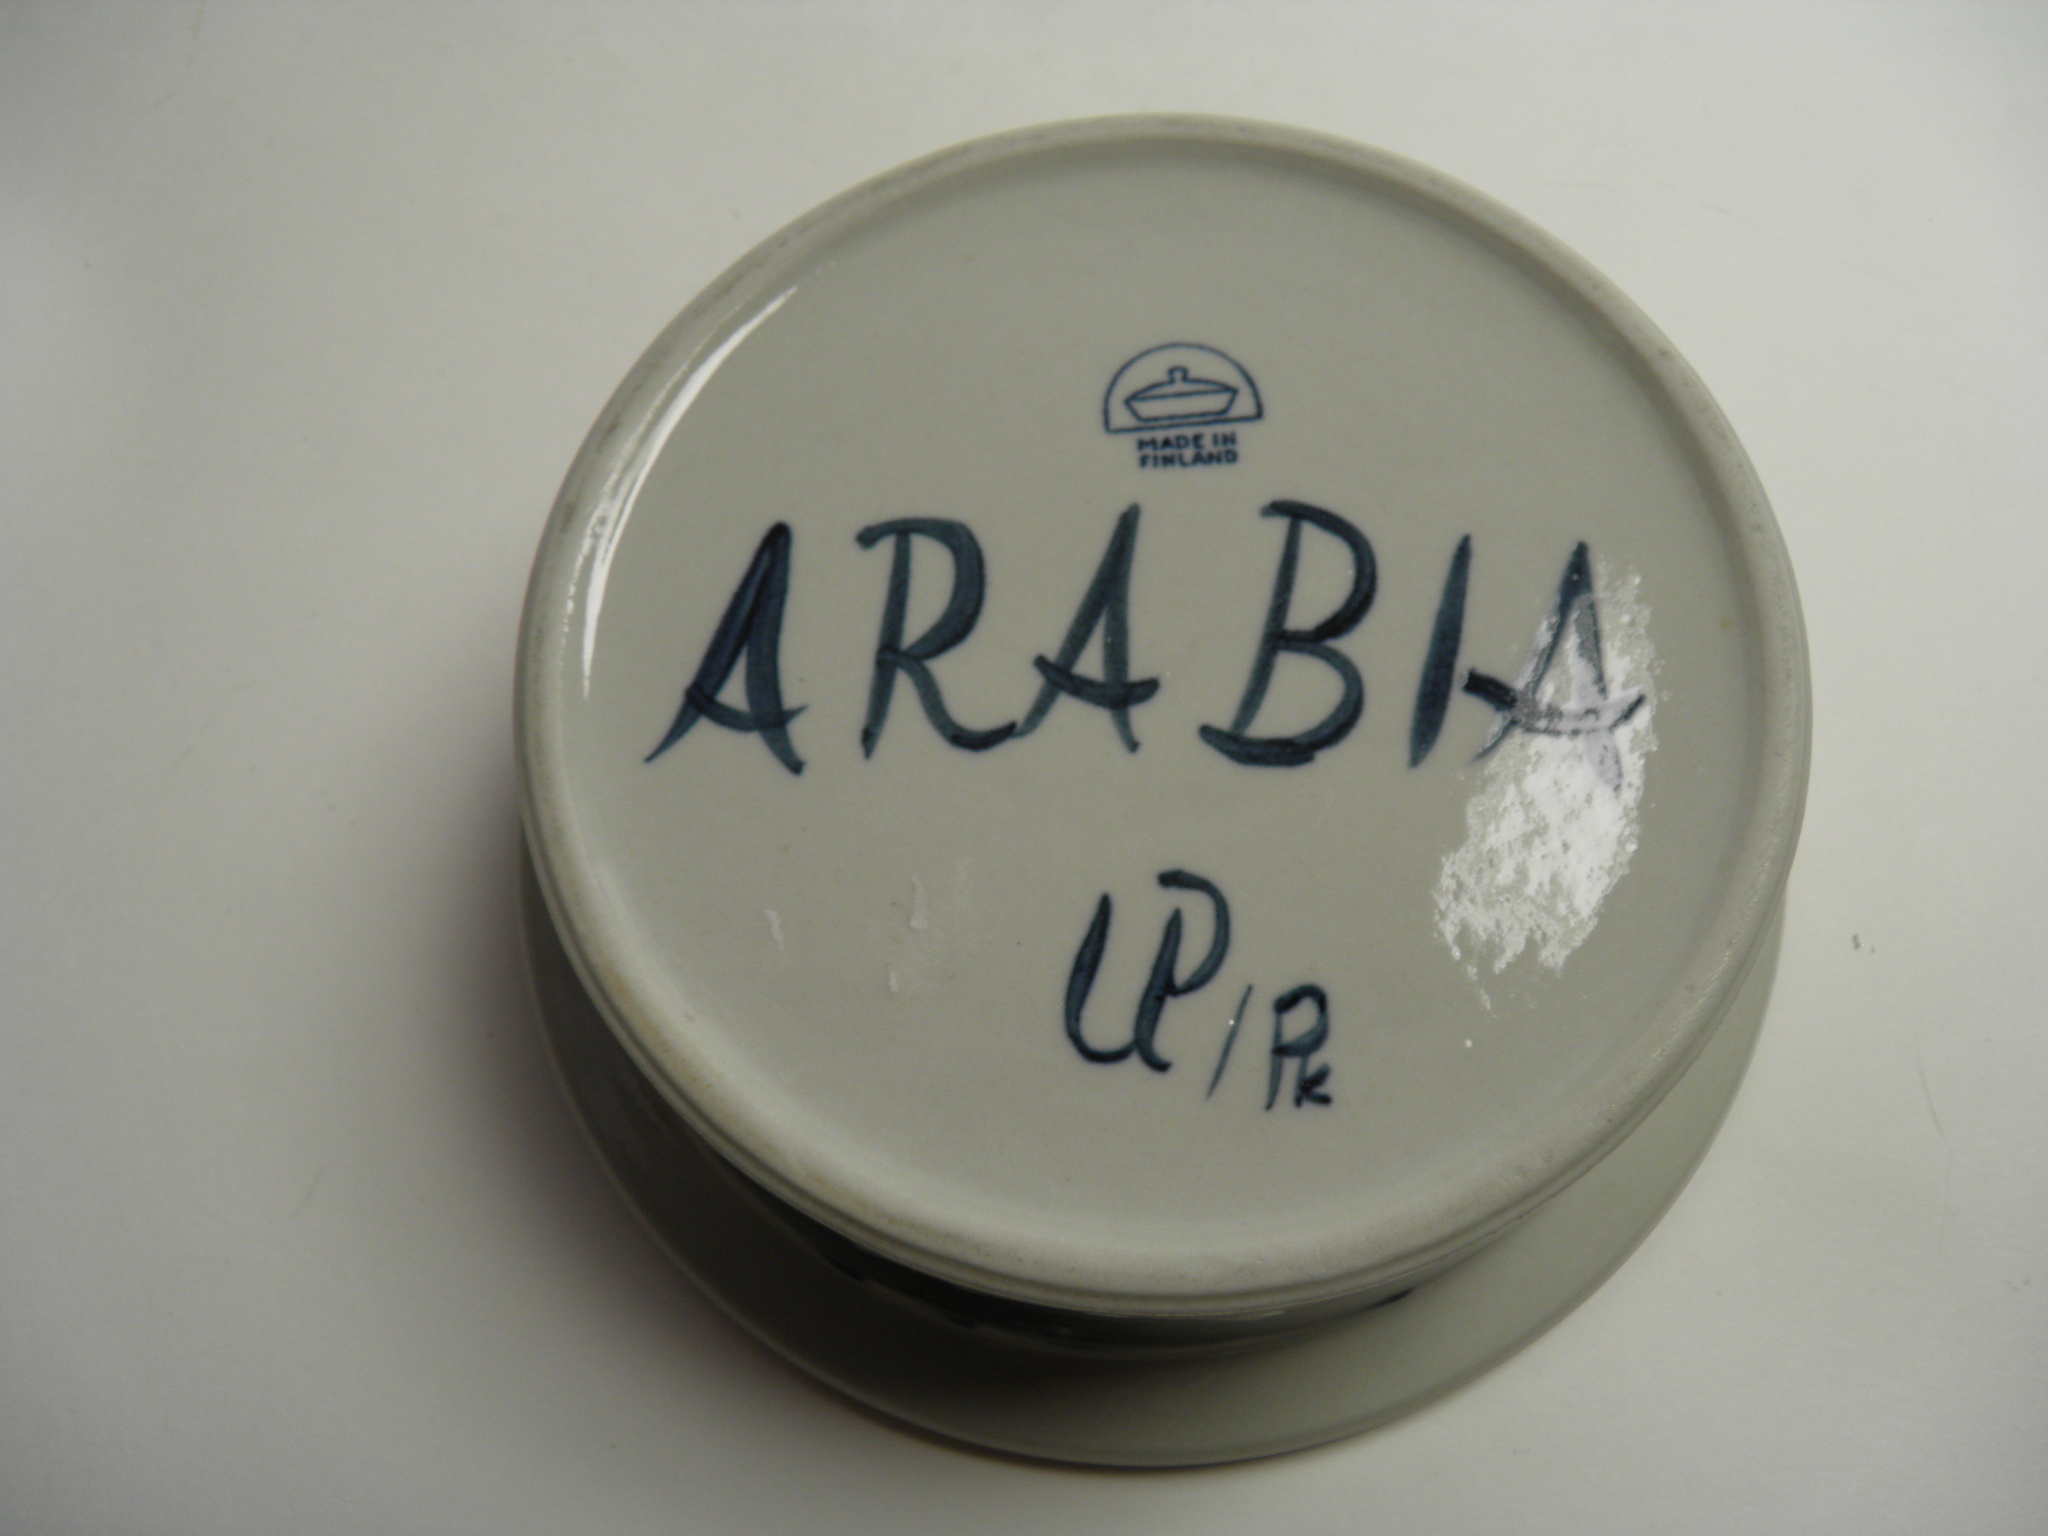 MADE IN
FINLAND
ARABIA
UP/Pk